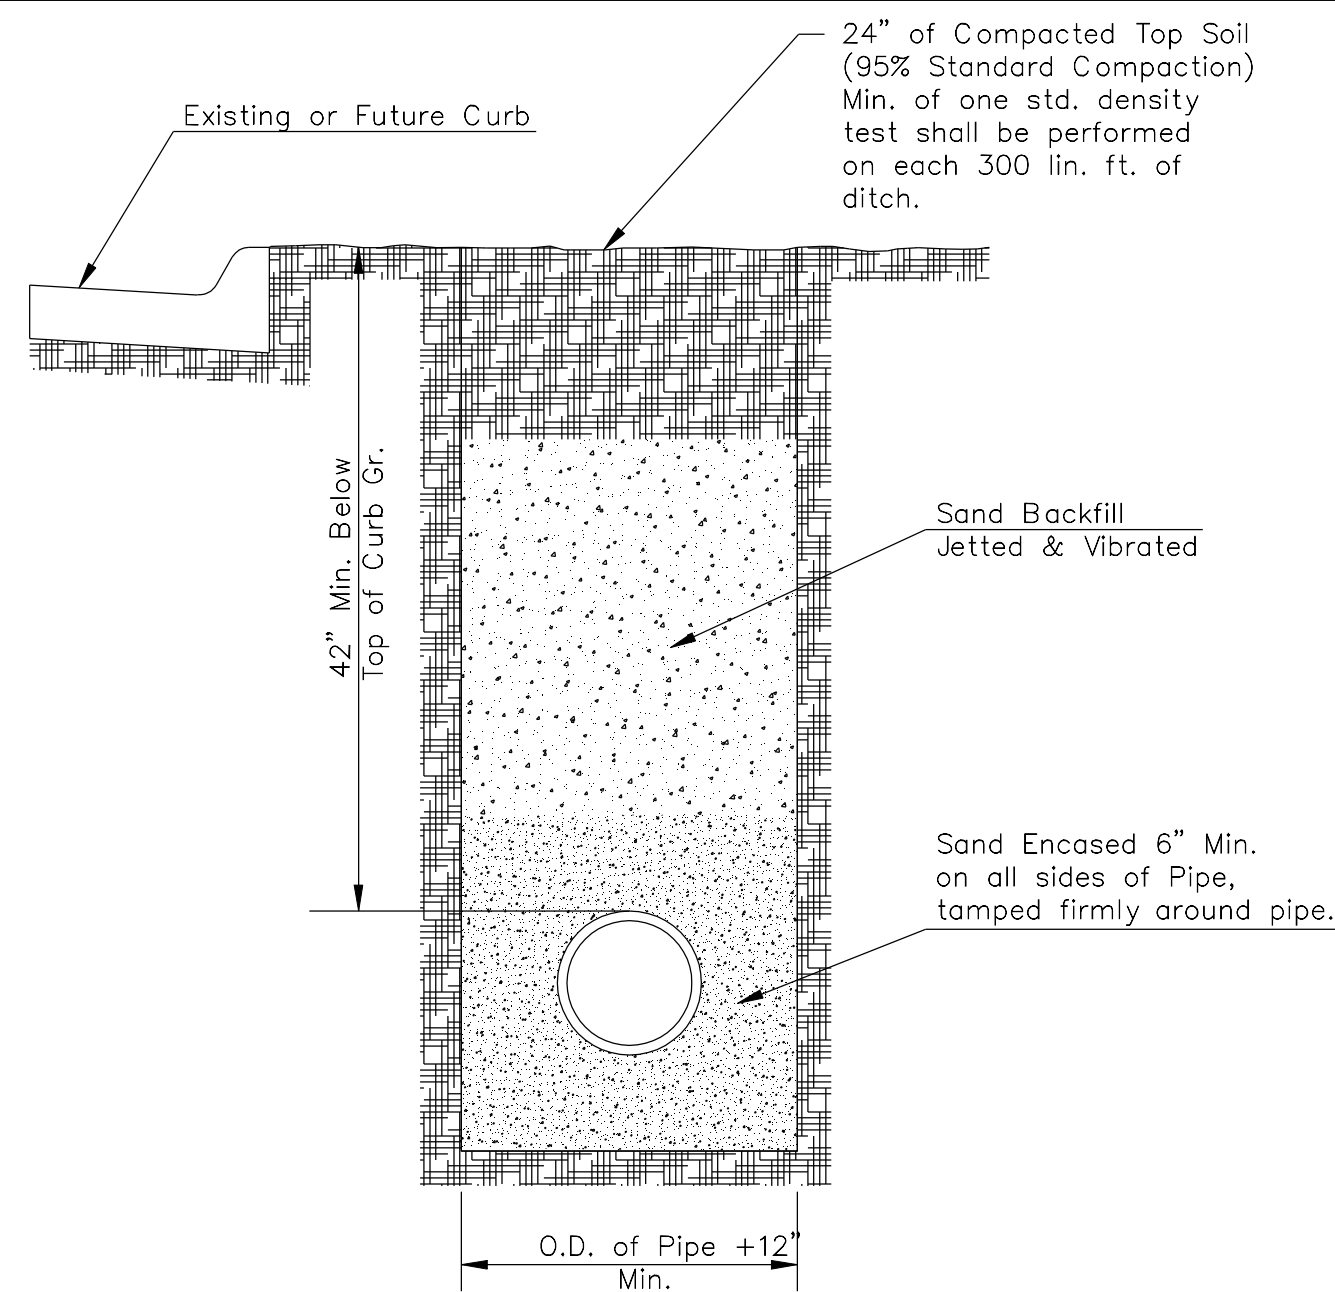 24” of Compacted Top Soil
(95% Standard Compaction)
Min. of one std. density
test shall be performed
on each 300 lin. ft. of
ditch.
Existing or Future Curb
42” Min. Below
Top of Curb Gr.
Sand Backfill
Jetted & Vibrated
Sand Encased 6” Min.
on all sides of Pipe,
tamped firmly around pipe.
O.D. of Pipe +12”
Min.